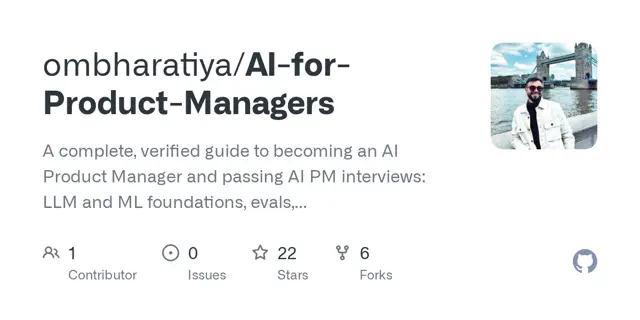 ombharatiya/AI-for-
Product-Managers
A complete, verified guide to becoming an AI
Product Manager and passing AI PM interviews:
LLM and ML foundations, evals,...
1 0 22 6
Contributor Issues Stars Forks